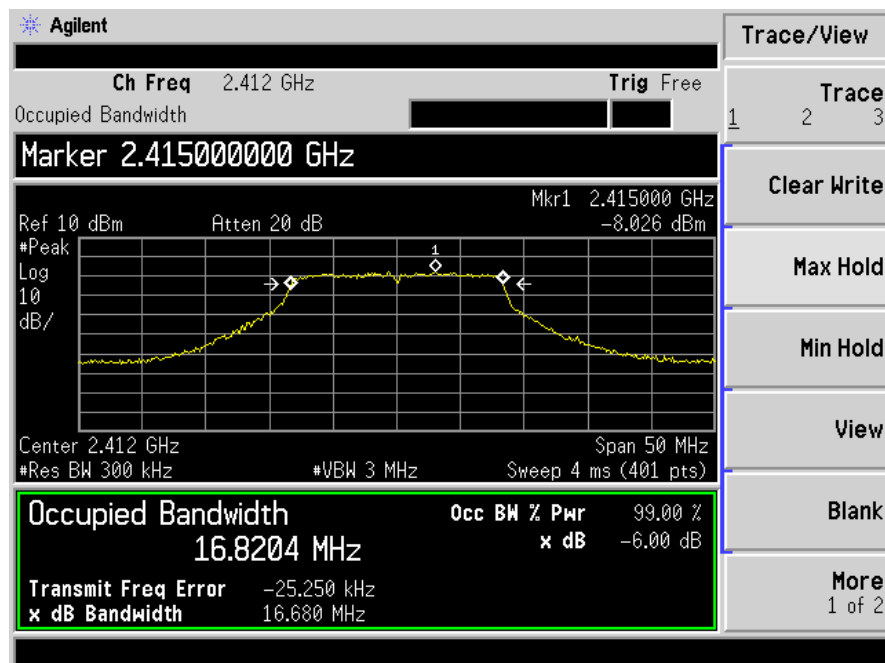 Agilent
Trace/View
Ch Freq 2.412 GHz Trig Free
Occupied Bandwidth
Marker 2.415000000 GHz
Mkr1 2.415000 GHz
Ref 10 dBm Atten 20 dB -8.026 dBm
#Peak
Log
10
dB/
1
Center 2.412 GHz Span 50 MHz
#Res BW 300 kHz #VBW 3 MHz Sweep 4 ms (401 pts)
Occupied Bandwidth
16.8204 MHz
Occ BW % Pwr 99.00 %
x dB -6.00 dB
Transmit Freq Error -25.250 kHz
x dB Bandwidth 16.680 MHz
Trace
1 2 3
Clear Write
Max Hold
Min Hold
View
Blank
More
1 of 2